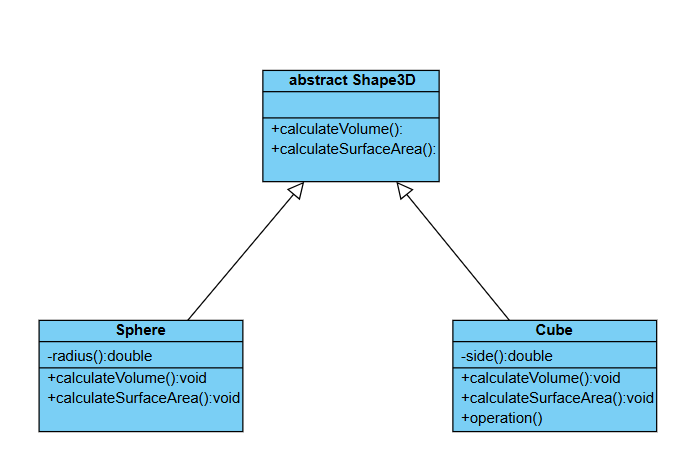 abstract Shape3D
+calculateVolume():
+calculateSurfaceArea():
Sphere
-radius():double
+calculateVolume():void
+calculateSurfaceArea():void
Cube
-side():double
+calculateVolume():void
+calculateSurfaceArea():void
+operation()